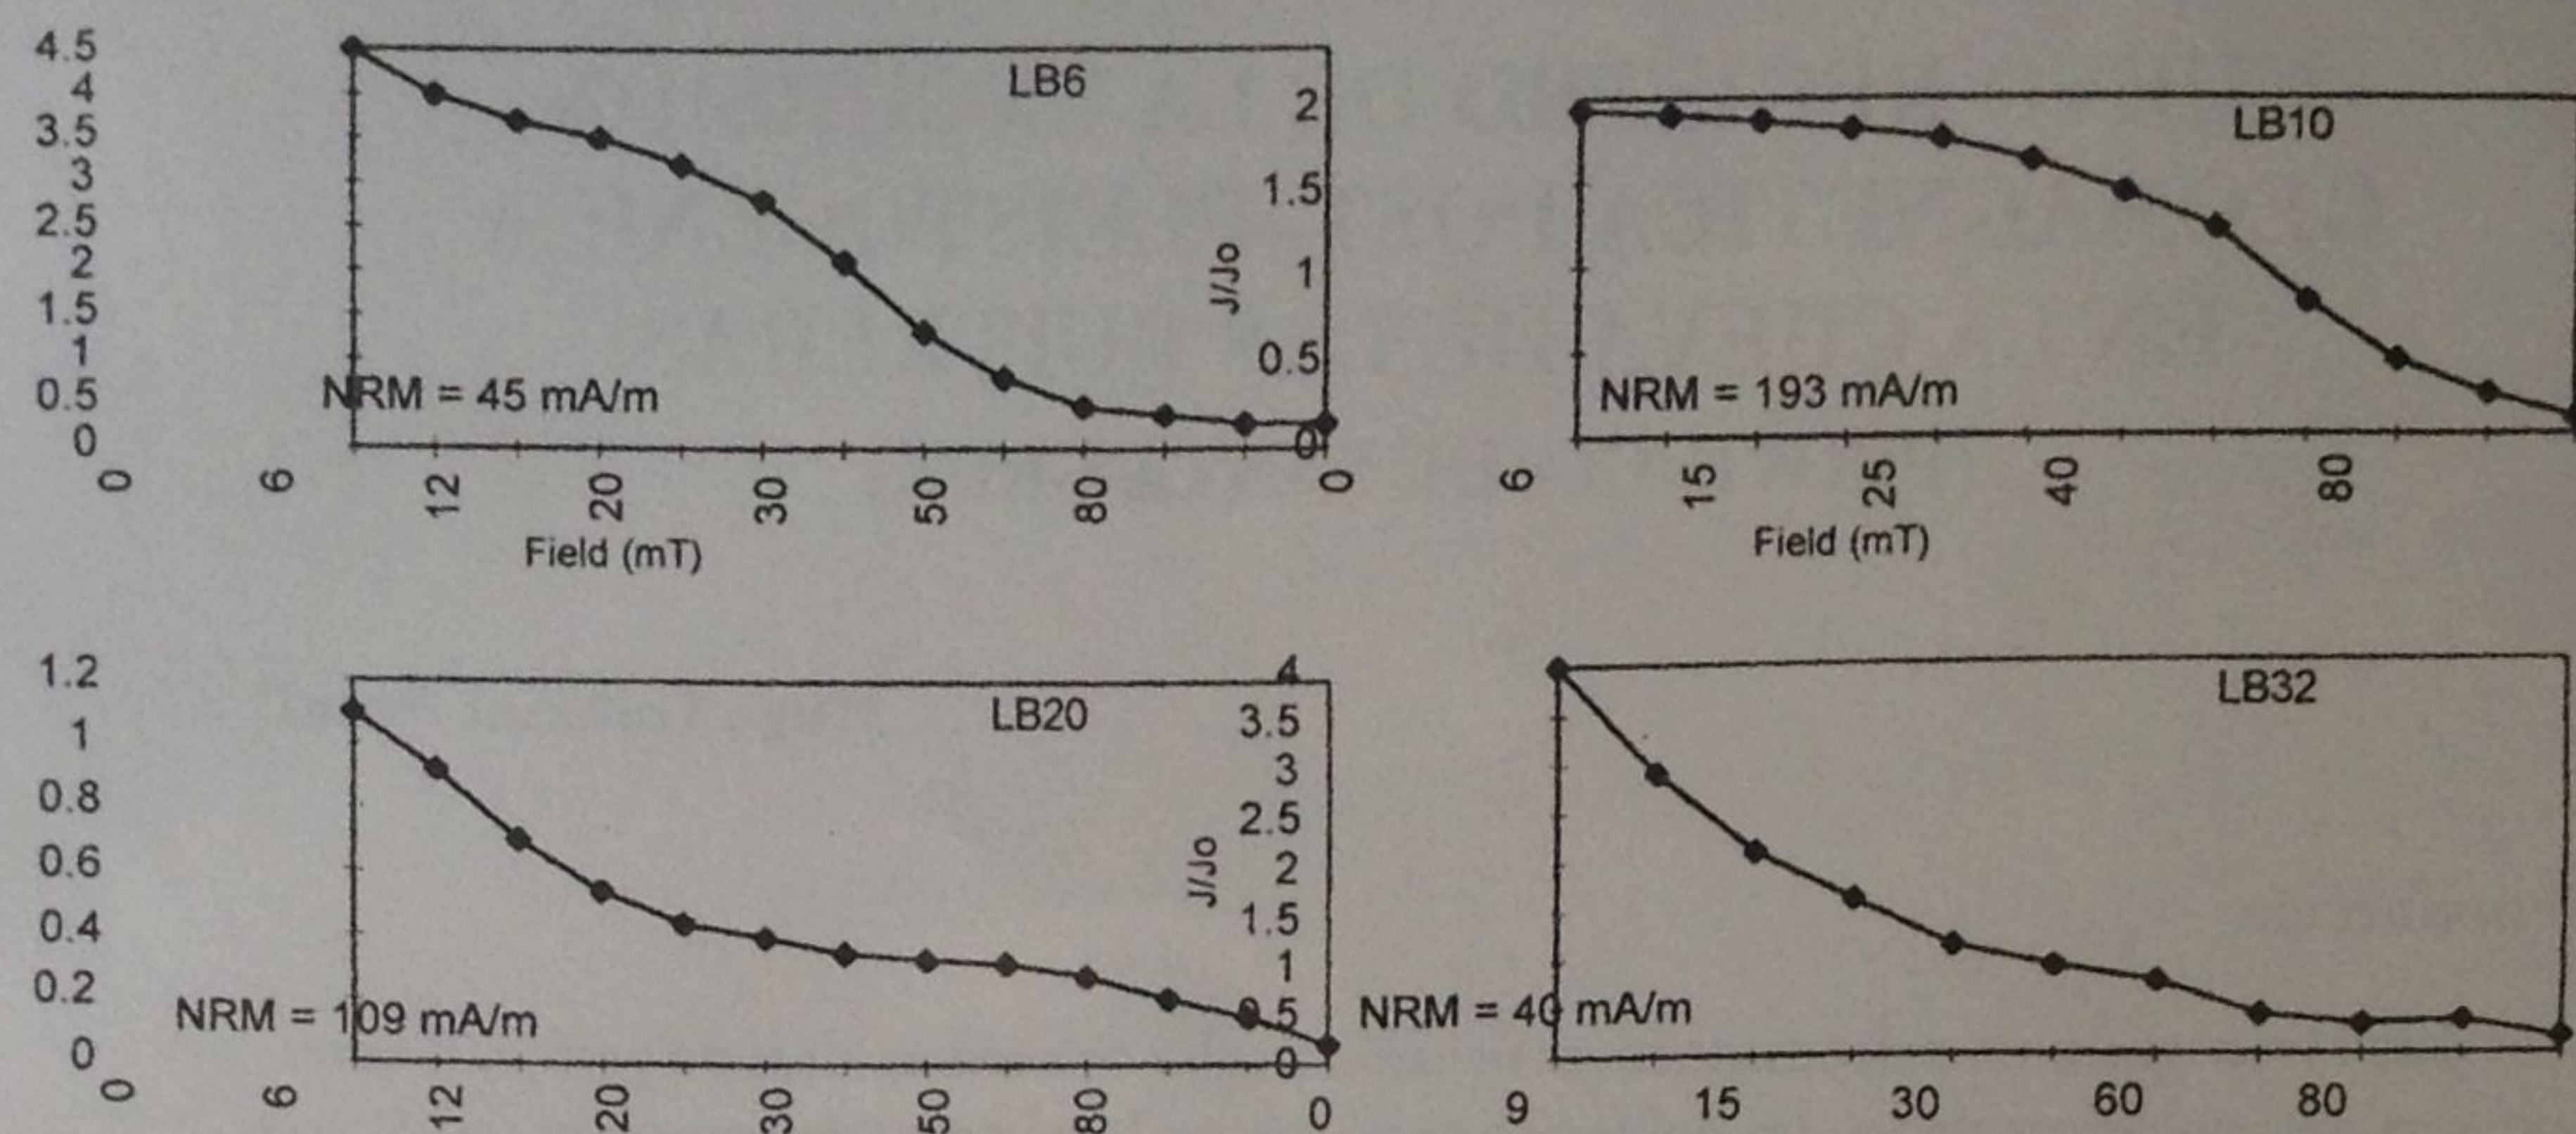 4.5
4
3.5
3
2.5
2
1.5
1
0.5
0
LB6
NRM = 45 mA/m
0 6 12 20 30 50 80
Field (mT)
2
1.5
1
0.5
0
J/Jo
LB10
NRM = 193 mA/m
0 6 15 25 40 80
Field (mT)
1.2
1
0.8
0.6
0.4
0.2
0
LB20
NRM = 109 mA/m
0 6 12 20 30 50 80
4
3.5
3
2.5
2
1.5
1
0.5
0
J/Jo
LB32
NRM = 40 mA/m
0 9 15 30 60 80